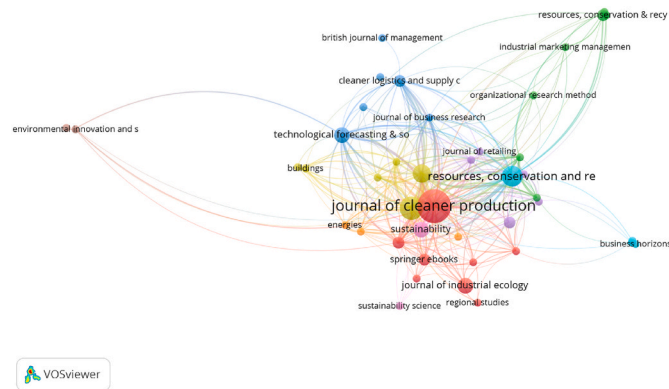 resources, conservation & recy
british journal of management
industrial marketing managemen
cleaner logistics and supply c
organizational research method
journal of business research
environmental innovation and s
technological forecasting & so
journal of retailing
buildings
resources, conservation and re
journal of cleaner production
energies
sustainability
business horizons
springer ebooks
journal of industrial ecology
regional studies
sustainability science
VOSviewer